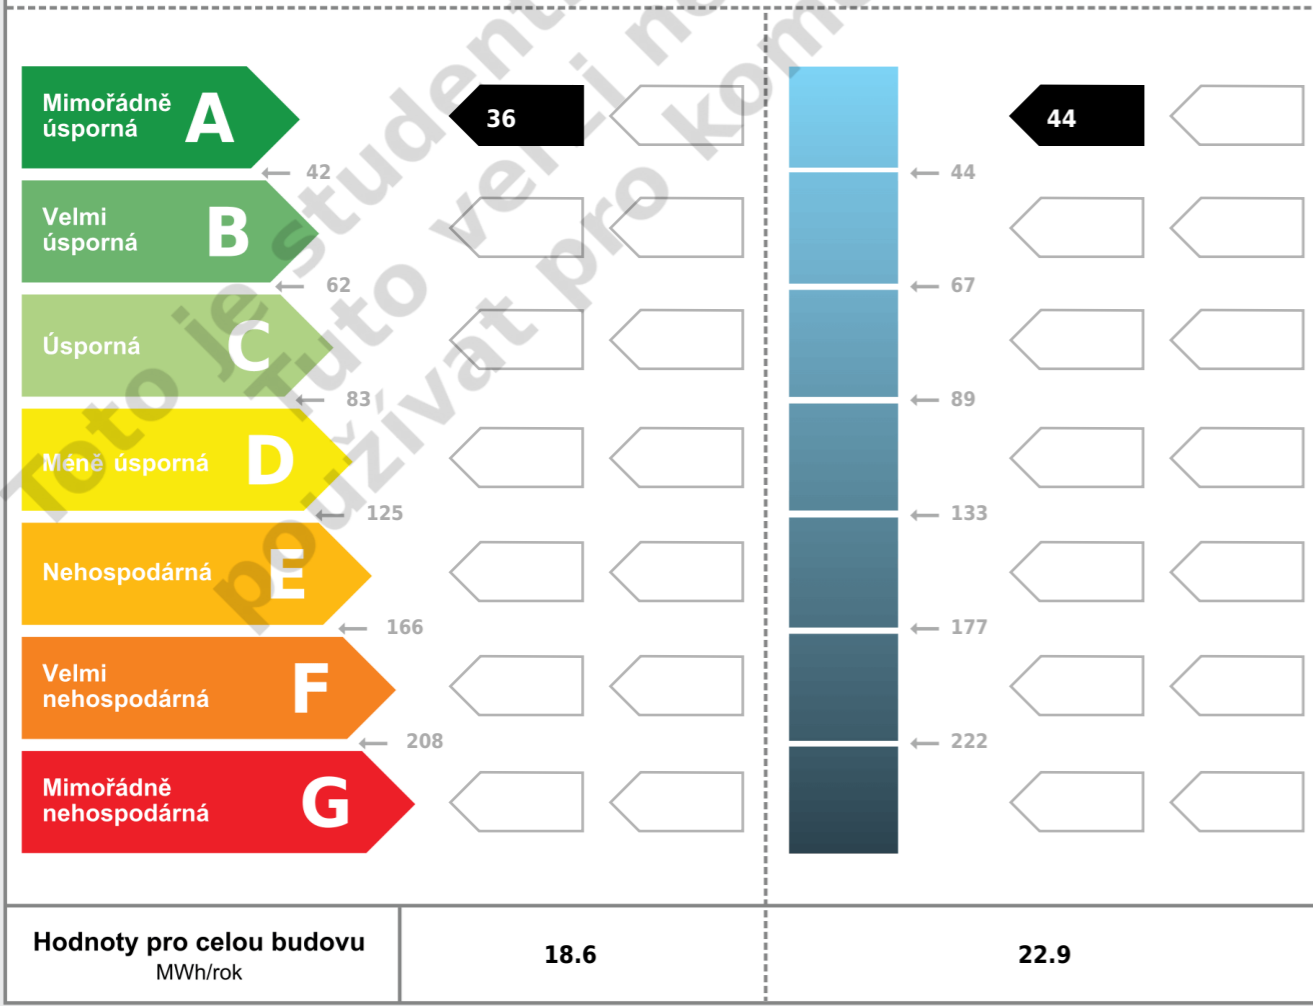 Mimořádně
úsporná
A
36
44
42
44
Velmi
úsporná
B
62
67
Úsporná
C
83
89
Méně úsporná
D
125
133
Nehospodárná
E
166
177
Velmi
nehospodárná
F
208
222
Mimořádně
nehospodárná
G
Hodnoty pro celou budovu
MWh/rok
18.6
22.9
Toto je student
Tuto verzi n
používat pro kom